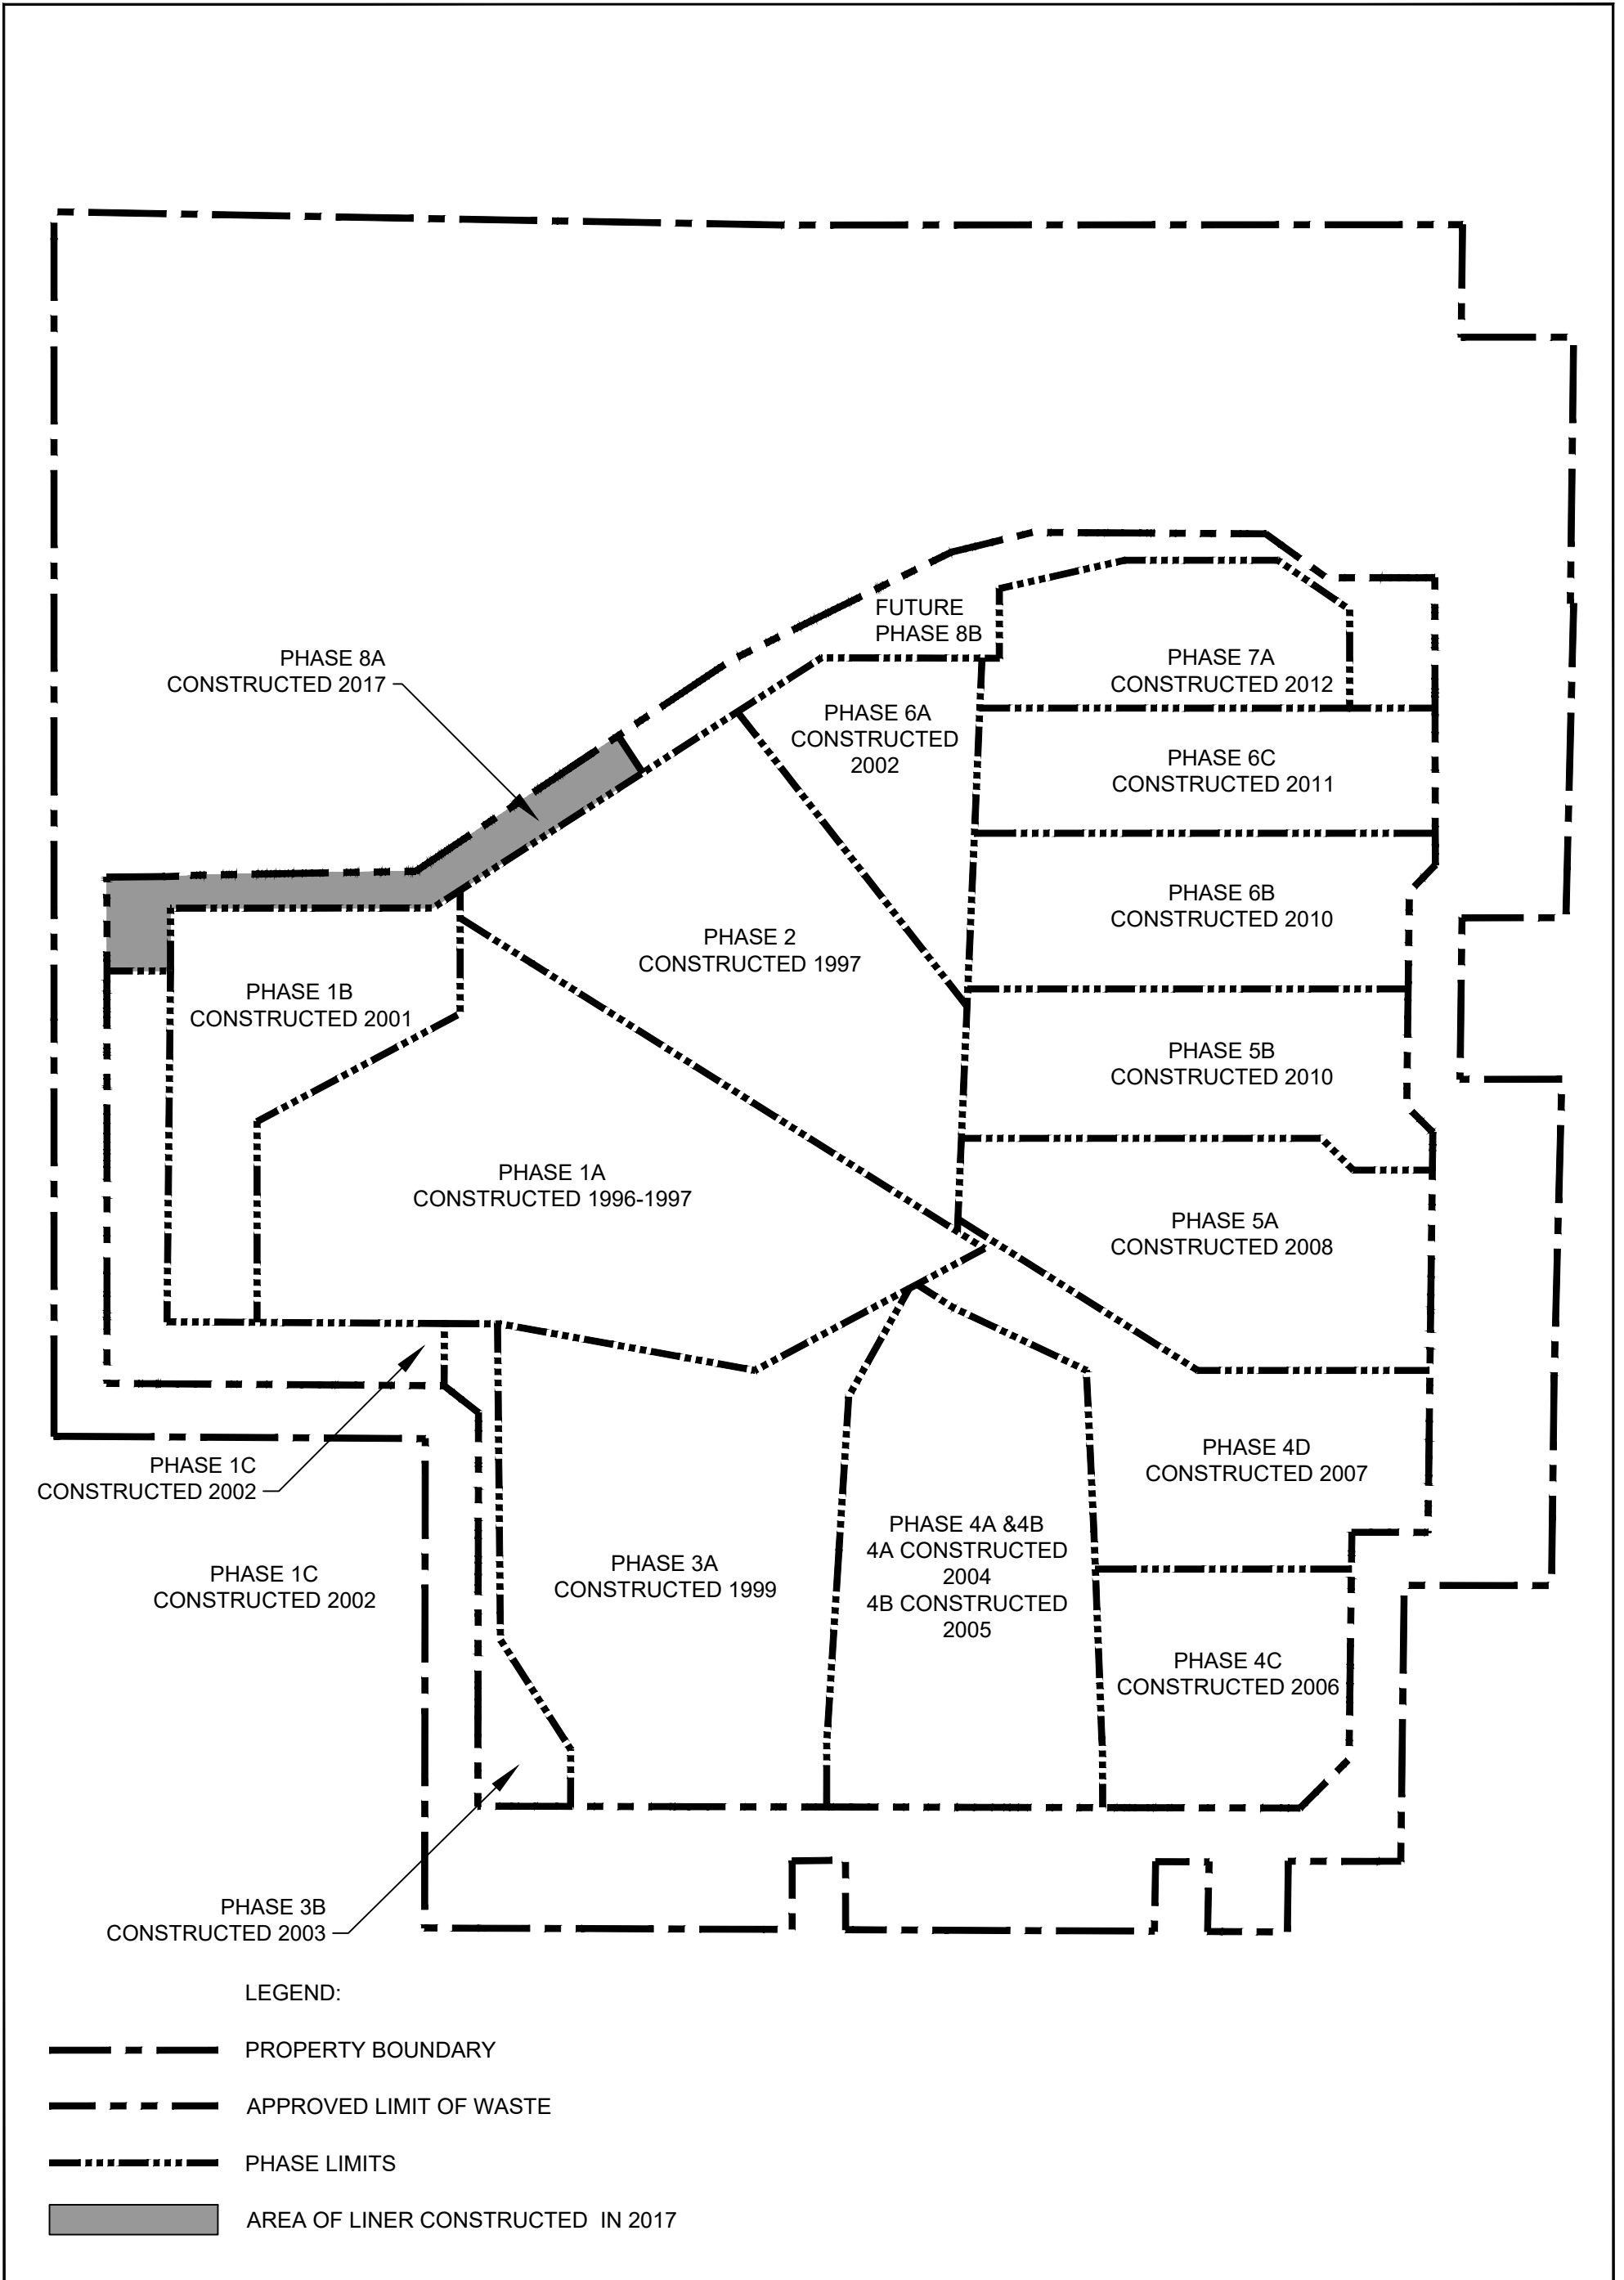 FUTURE
PHASE 8B
PHASE 8A
CONSTRUCTED 2017
PHASE 7A
CONSTRUCTED 2012
PHASE 6A
CONSTRUCTED
2002
PHASE 6C
CONSTRUCTED 2011
PHASE 6B
CONSTRUCTED 2010
PHASE 2
CONSTRUCTED 1997
PHASE 1B
CONSTRUCTED 2001
PHASE 5B
CONSTRUCTED 2010
PHASE 1A
CONSTRUCTED 1996-1997
PHASE 5A
CONSTRUCTED 2008
PHASE 1C
CONSTRUCTED 2002
PHASE 4D
CONSTRUCTED 2007
PHASE 4A &4B
4A CONSTRUCTED
2004
4B CONSTRUCTED
2005
PHASE 3A
CONSTRUCTED 1999
PHASE 1C
CONSTRUCTED 2002
PHASE 4C
CONSTRUCTED 2006
PHASE 3B
CONSTRUCTED 2003
LEGEND:
PROPERTY BOUNDARY
APPROVED LIMIT OF WASTE
PHASE LIMITS
AREA OF LINER CONSTRUCTED  IN 2017